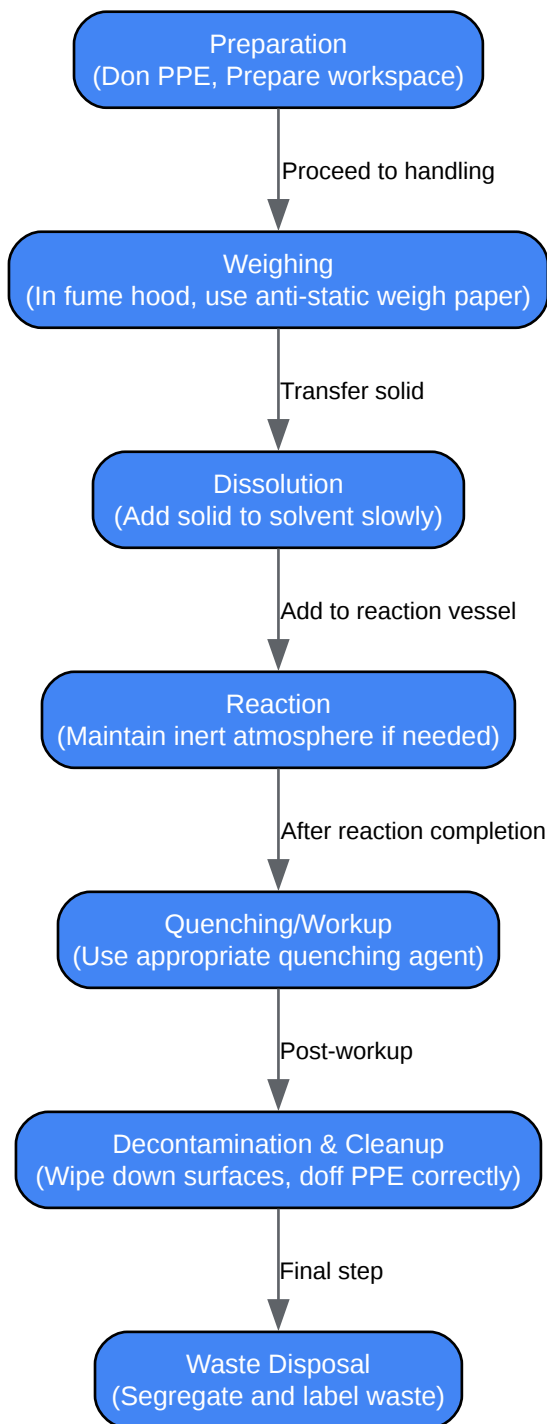 Preparation
(Don PPE, Prepare workspace)
Proceed to handling
Weighing
(In fume hood, use anti-static weigh paper)
Transfer solid
Dissolution
(Add solid to solvent slowly)
Add to reaction vessel
Reaction
(Maintain inert atmosphere if needed)
After reaction completion
Quenching/Workup
(Use appropriate quenching agent)
Post-workup
Decontamination & Cleanup
(Wipe down surfaces, doff PPE correctly)
Final step
Waste Disposal
(Segregate and label waste)